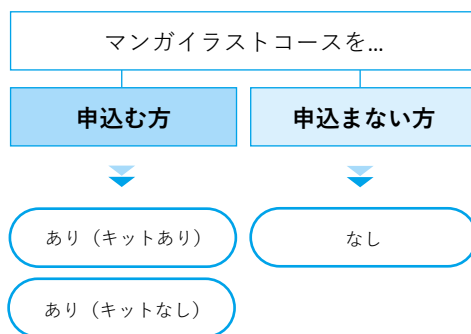 マンガイラストコースを...
申込む方
申込まない方
あり（キットあり）
なし
あり（キットなし）